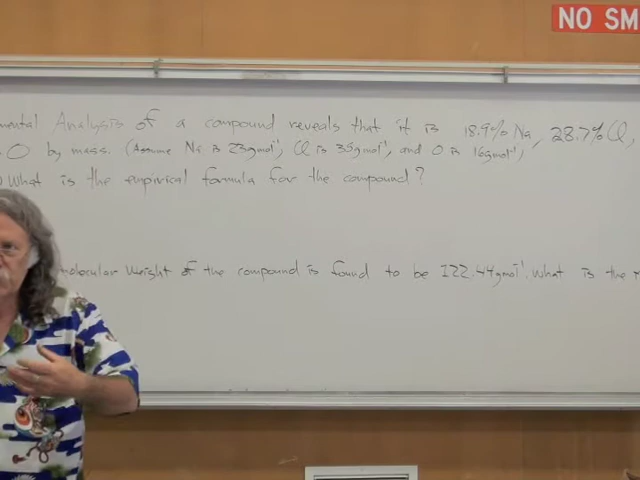 NO SM
mental Analysis of a compound reveals that it is 18.9% Na, 28.7% Cl,
O by mass. (Assume Na is 23gmol⁻¹, Cl is 35gmol⁻¹, and O is 16gmol⁻¹,
What is the empirical formula for the compound?
molecular Weight of the compound is found to be 122.44gmol⁻¹. What is the